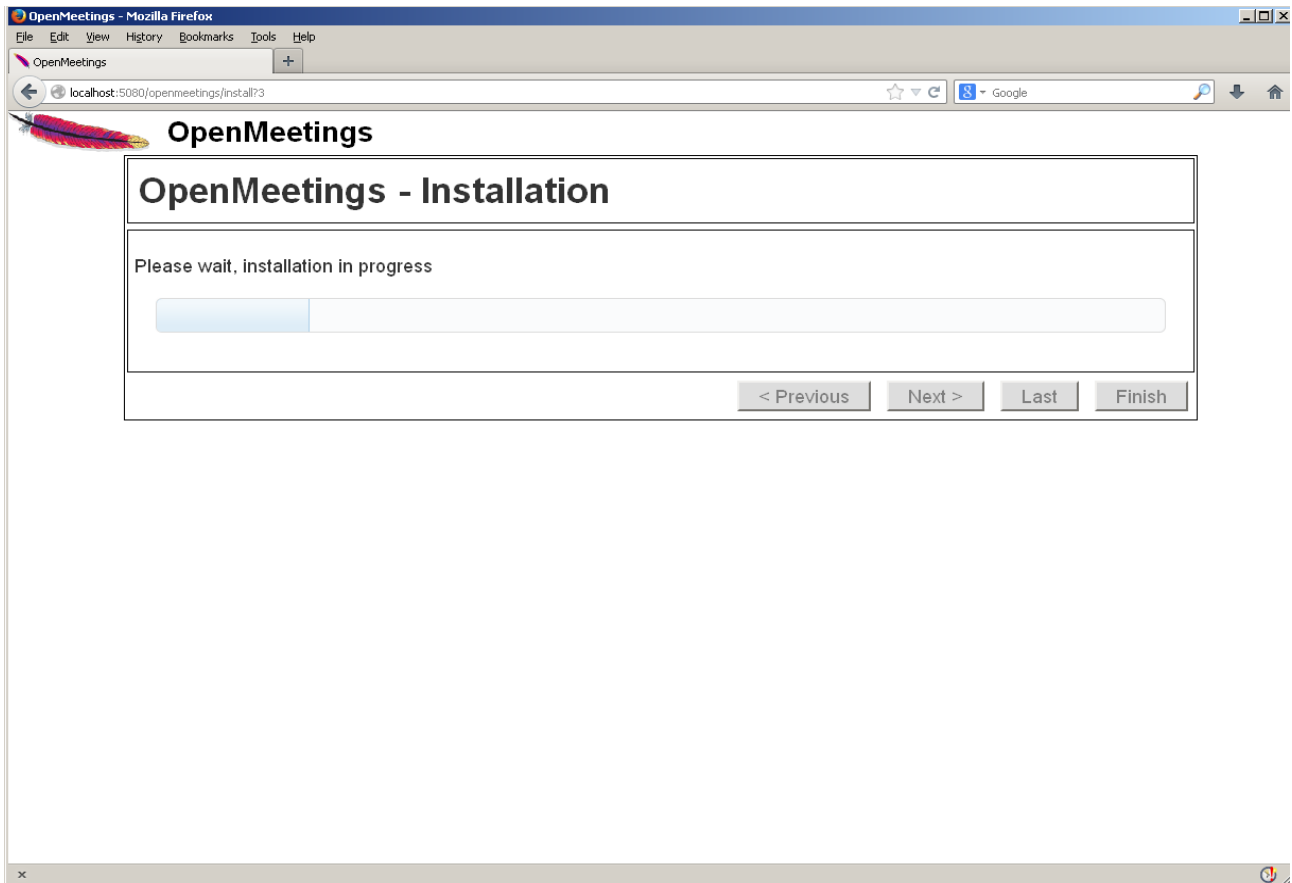 OpenMeetings - Mozilla Firefox
File Edit View History Bookmarks Tools Help
OpenMeetings +
localhost:5080/openmeetings/install?3 8 Google
OpenMeetings
OpenMeetings - Installation
Please wait, installation in progress
< Previous Next > Last Finish
x